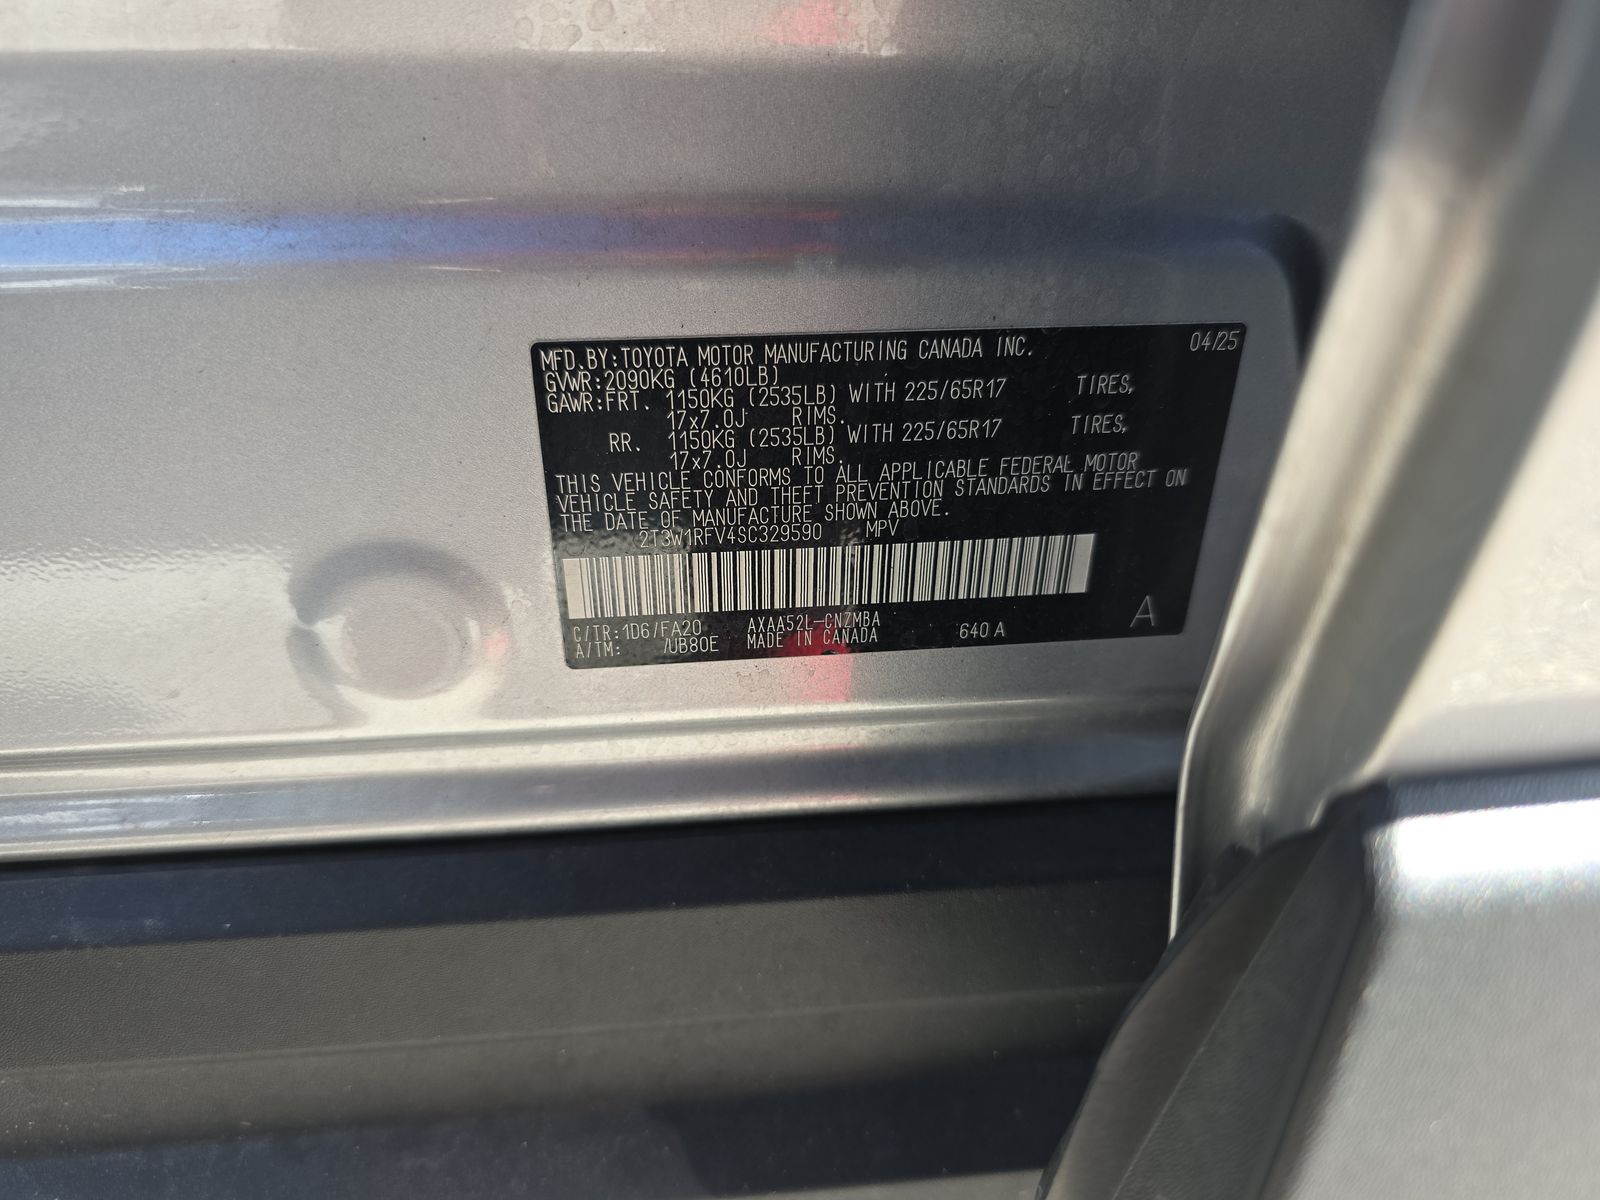 MFD.BY:TOYOTA MOTOR MANUFACTURING CANADA INC. 04/25
GVWR:2090KG (4610LB)
GAWR:FRT. 1150KG (2535LB) WITH 225/65R17 TIRES,
17x7.0J RIMS.
RR. 1150KG (2535LB) WITH 225/65R17 TIRES,
17x7.0J RIMS.
THIS VEHICLE CONFORMS TO ALL APPLICABLE FEDERAL MOTOR
VEHICLE SAFETY AND THEFT PREVENTION STANDARDS IN EFFECT ON
THE DATE OF MANUFACTURE SHOWN ABOVE.
2T3W1RFV4SC329590 MPV
C/TR:1D6/FA20 AXAA52L-CNZMBA 640A A
A/TM: /UB80E MADE IN CANADA